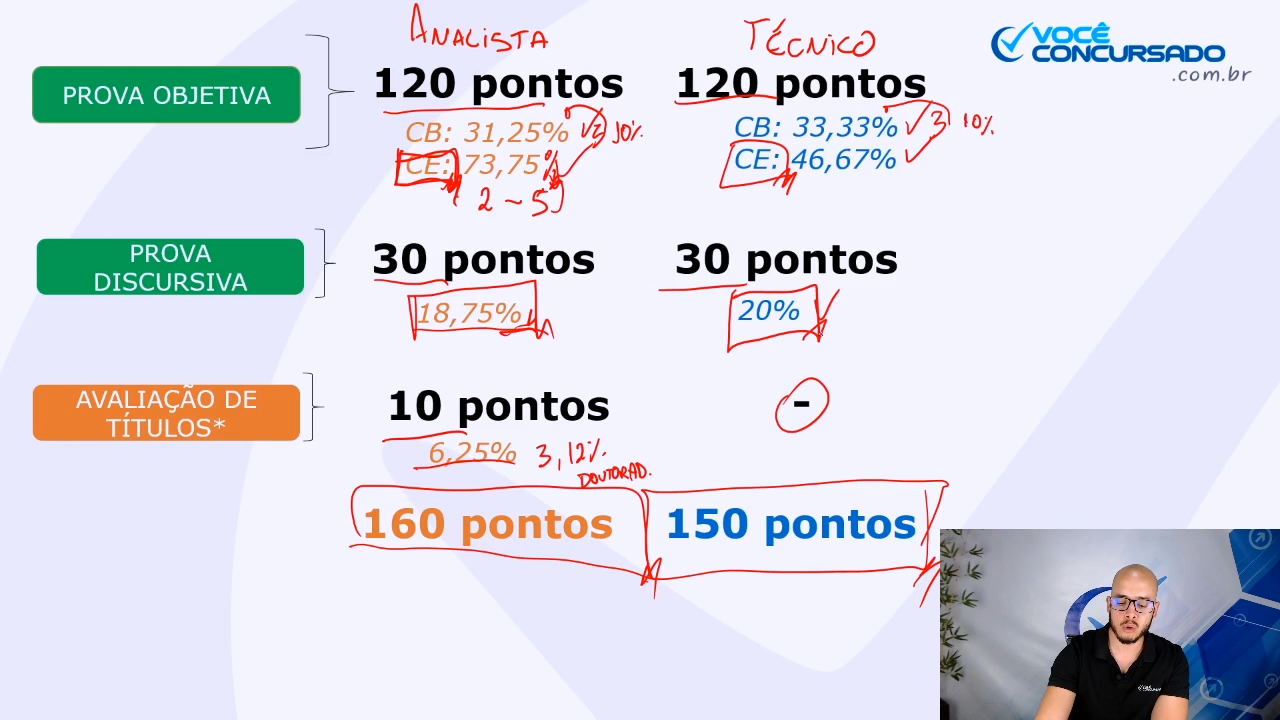 ANALISTA
TÉCNICO
VOCÊ
CONCURSADO
.com.br
PROVA OBJETIVA
120 pontos
120 pontos
CB: 31,25%
10%
CB: 33,33%
10%
CE: 73,75%
CE: 46,67%
2 ~ 5
PROVA
DISCURSIVA
30 pontos
30 pontos
18,75%
20%
AVALIAÇÃO DE
TÍTULOS*
10 pontos
-
6,25%
3,12%
DOUTORAD.
160 pontos
150 pontos